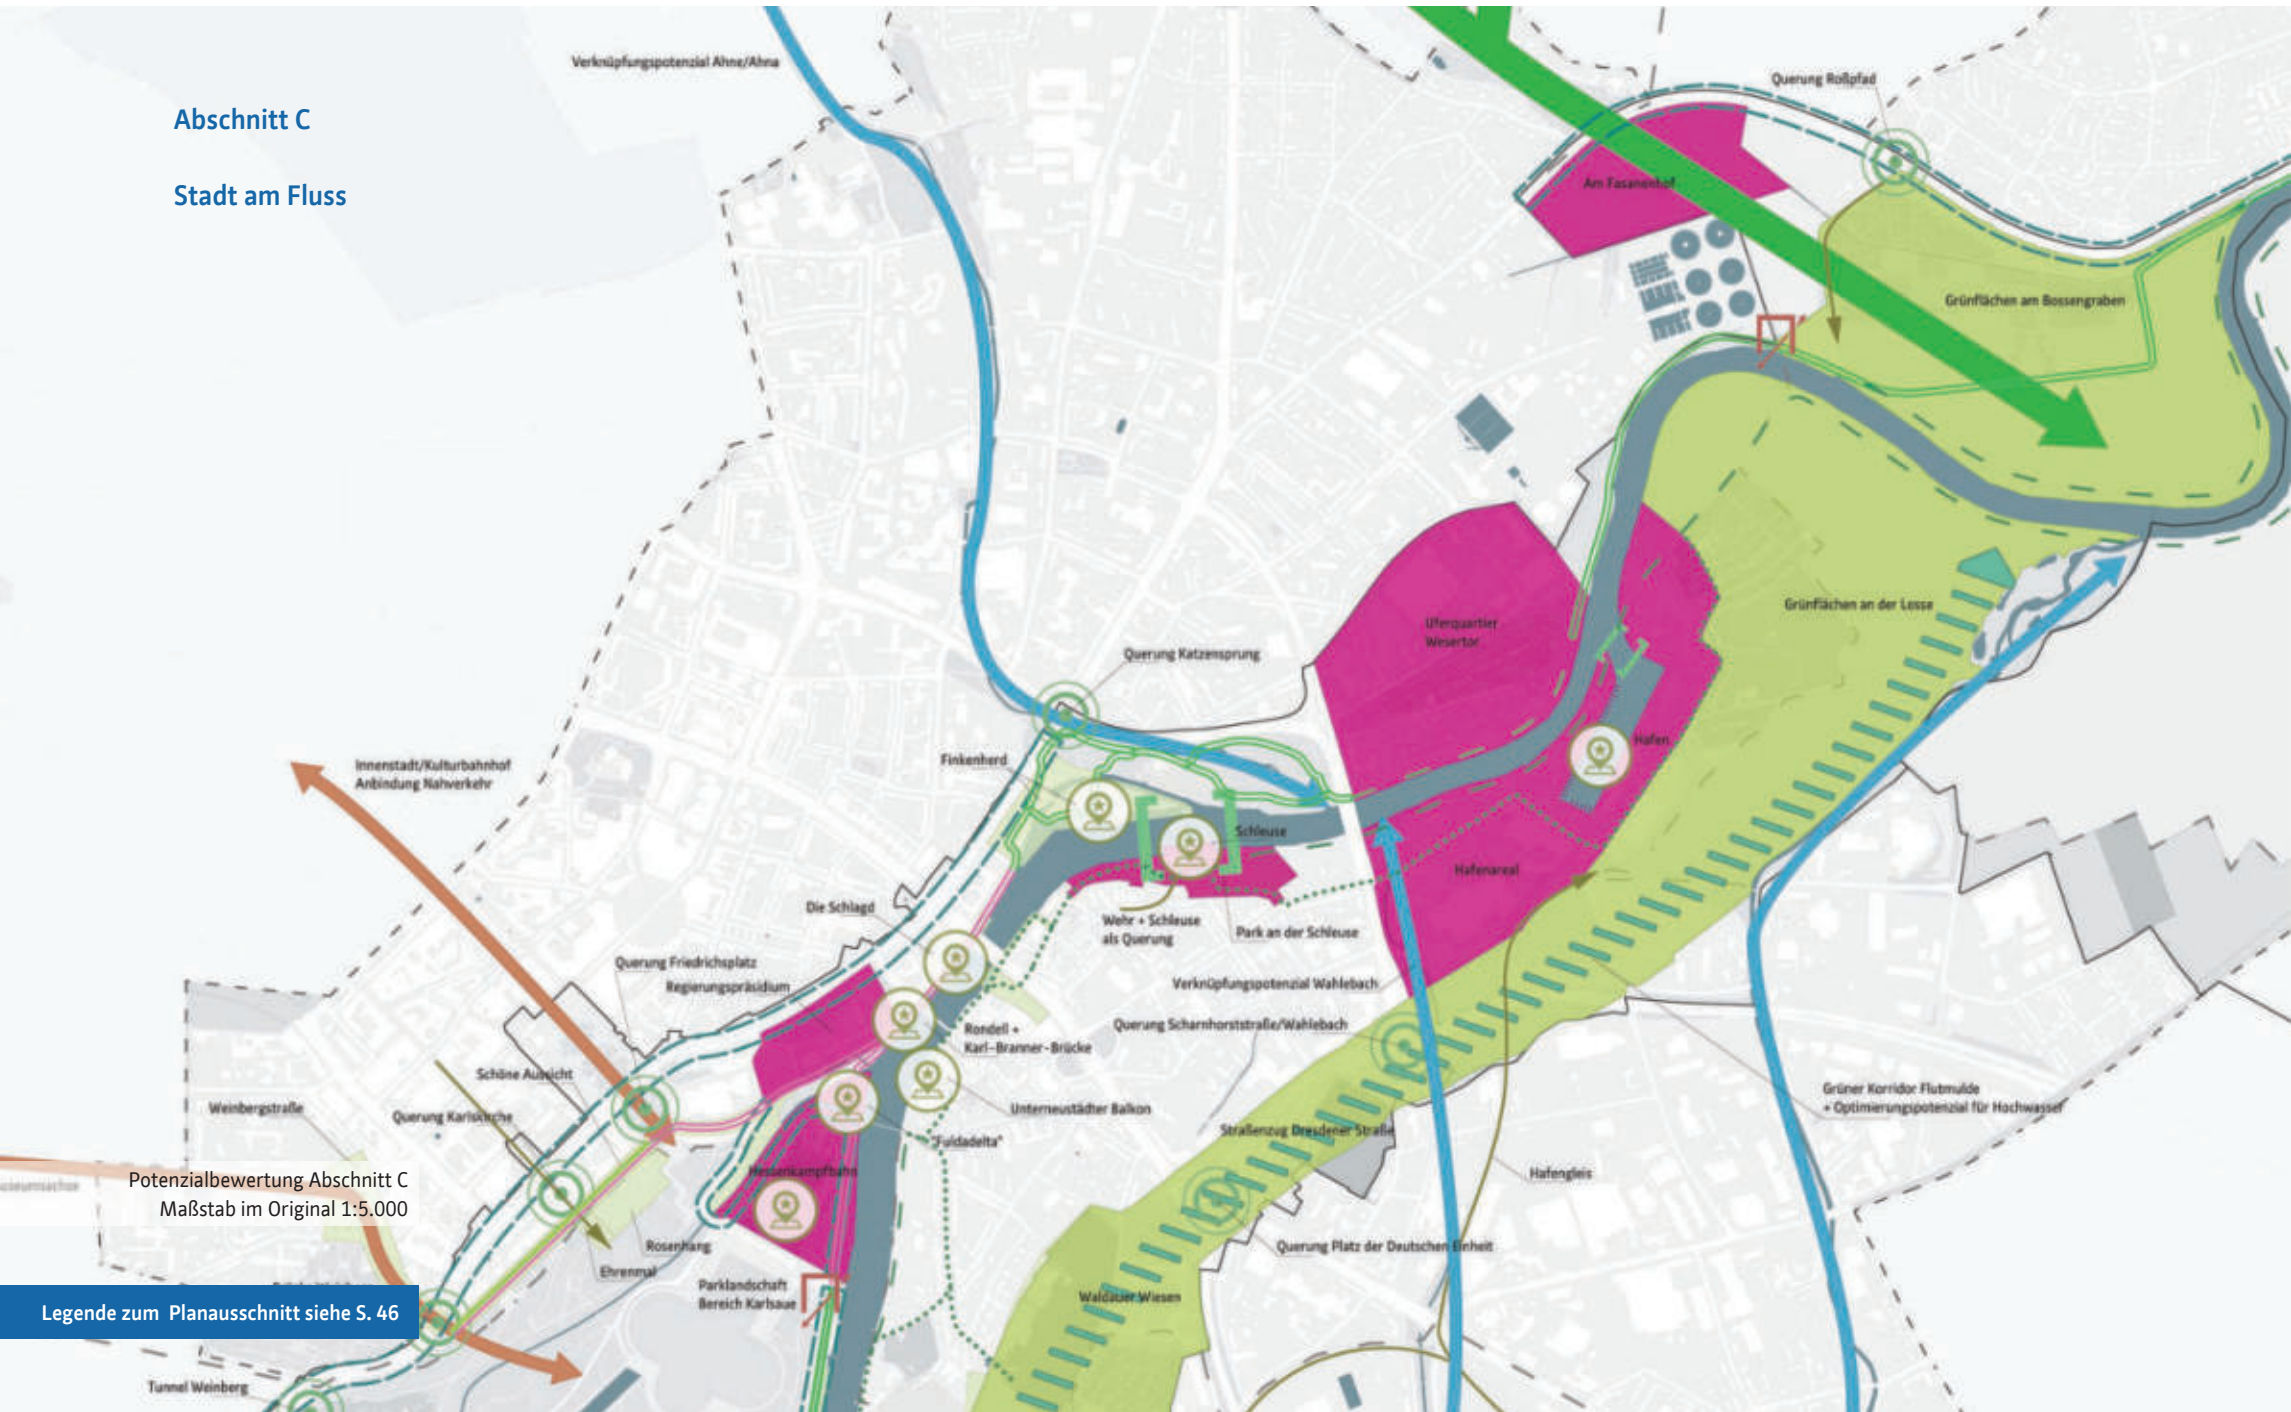 Verknüpfungspotenzial Ahne/Ahna
Querung Roßpfad
Abschnitt C
Stadt am Fluss
Am Fasanenhof
Grünflächen am Bossengraben
Grünflächen an der Losse
Uferquartier
Wesertor
Querung Katzensprung
Hafen
Finkenherd
Innenstadt/Kulturbahnhof
Anbindung Nahverkehr
Schleuse
Hafenareal
Die Schlagd
Wehr + Schleuse
als Querung
Park an der Schleuse
Querung Friedrichsplatz
Regierungspräsidium
Verknüpfungspotenzial Wahlebach
Rondell +
Karl-Branner-Brücke
Querung Scharnhorststraße/Wahlebach
Schöne Aussicht
Weinbergstraße
Querung Karlskirche
Unterneustädter Balkon
Grüner Korridor Flutmulde
+ Optimierungspotenzial für Hochwasser
Straßenzug Dresdener Straße
"Fuldadelta"
Hessenkampfbahn
Hafengleis
Potenzialbewertung Abschnitt C
Maßstab im Original 1:5.000
Rosenhang
Querung Platz der Deutschen Einheit
Ehrenmal
Parklandschaft
Bereich Karlsaue
Waldauer Wiesen
Legende zum Planausschnitt siehe S. 46
Tunnel Weinberg